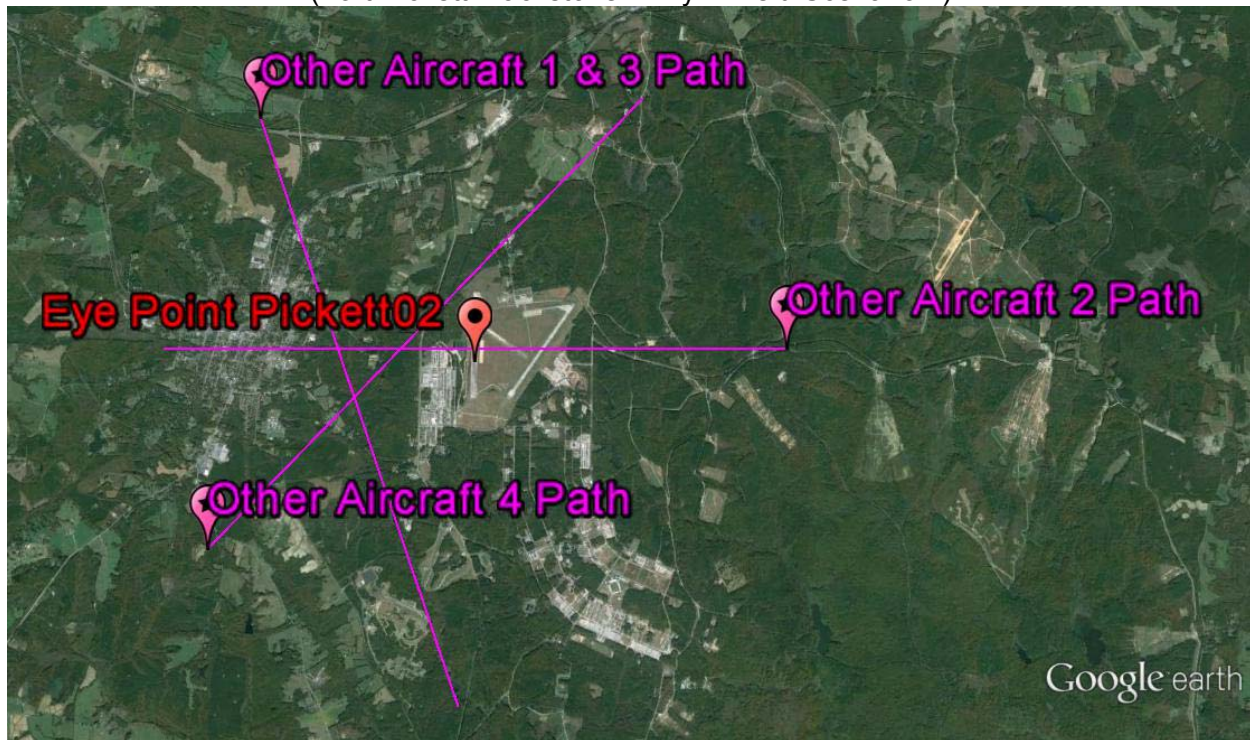 Other Aircraft 1 & 3 Path
Other Aircraft 2 Path
Eye Point Pickett02
Other Aircraft 4 Path
Google earth